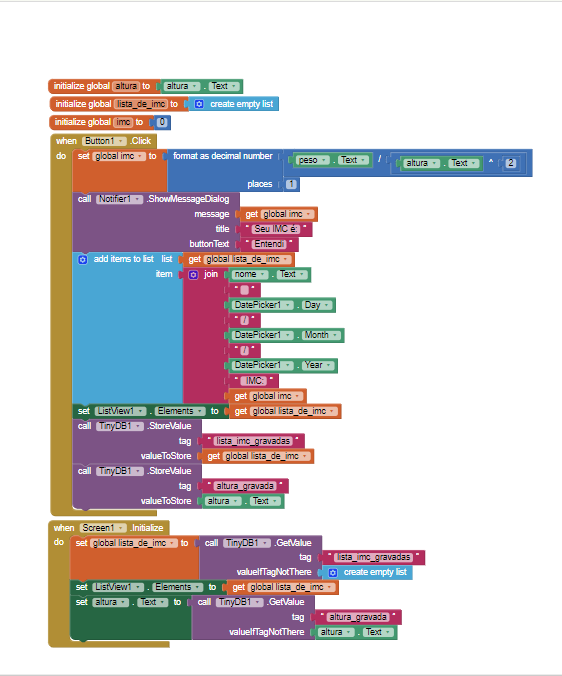 initialize global altura to altura . Text
initialize global lista_de_imc to create empty list
initialize global imc to 0
when Button1 .Click
do set global imc to format as decimal number peso . Text / altura . Text ^ 2
places 1
call Notifier1 .ShowMessageDialog
message get global imc
title " Seu IMC é: "
buttonText " Entendi "
add items to list list get global lista_de_imc
item join nome . Text
" "
DatePicker1 . Day
" / "
DatePicker1 . Month
" / "
DatePicker1 . Year
" IMC: "
get global imc
set ListView1 . Elements to get global lista_de_imc
call TinyDB1 .StoreValue
tag " lista_imc_gravadas "
valueToStore get global lista_de_imc
call TinyDB1 .StoreValue
tag " altura_gravada "
valueToStore altura . Text
when Screen1 .Initialize
do set global lista_de_imc to call TinyDB1 .GetValue
tag " lista_imc_gravadas "
valueIfTagNotThere create empty list
set ListView1 . Elements to get global lista_de_imc
set altura . Text to call TinyDB1 .GetValue
tag " altura_gravada "
valueIfTagNotThere altura . Text